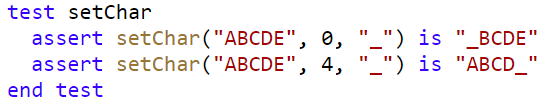 test setChar
  assert setChar("ABCDE", 0, "_") is "_BCDE"
  assert setChar("ABCDE", 4, "_") is "ABCD_"
end test